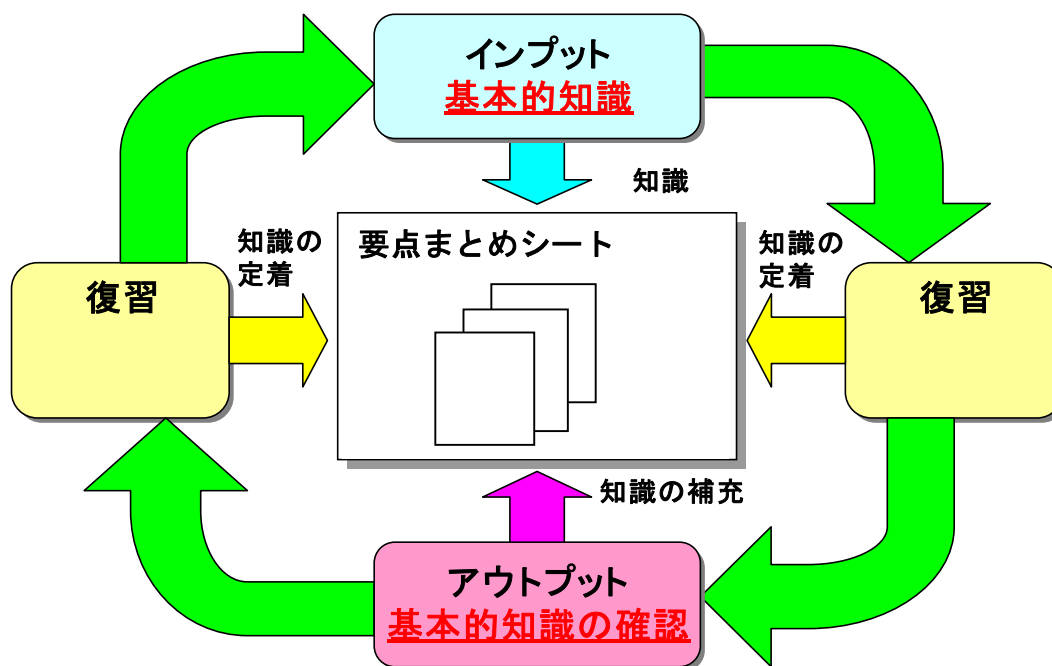 インプット
基本的知識
知識
要点まとめシート
知識の
定着
知識の
定着
復習
復習
知識の補充
アウトプット
基本的知識の確認